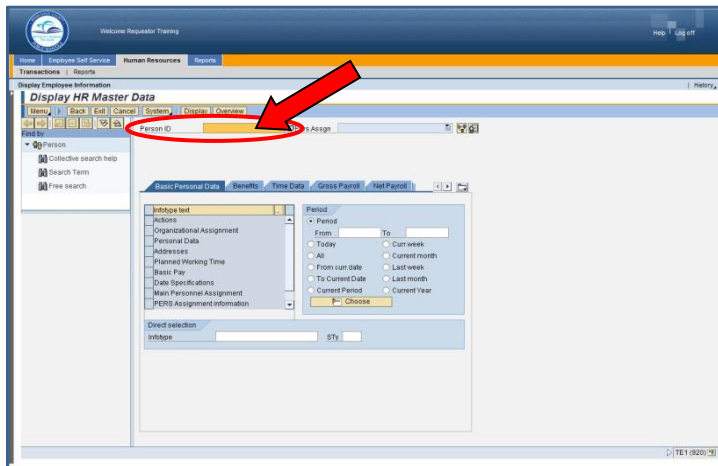 Welcome Requestor Training
Help | Log off
Home Employee Self Service Human Resources Reports
Transactions | Reports
Display Employee Information | History
Display HR Master Data
Menu Back Exit Cancel System Display Overview
Person ID Pers.Assgn
Find by
Person
Collective search help
Search Term
Free search
Basic Personal Data Benefits Time Data Gross Payroll Net Payroll
Infotype text
Actions
Organizational Assignment
Personal Data
Addresses
Planned Working Time
Basic Pay
Date Specifications
Main Personnel Assignment
PERS Assignment information
Period
Period
From To
Today Curr.week
All Current month
From curr.date Last week
To Current Date Last month
Current Period Current Year
Choose
Direct selection
Infotype STy
TE1 (920)